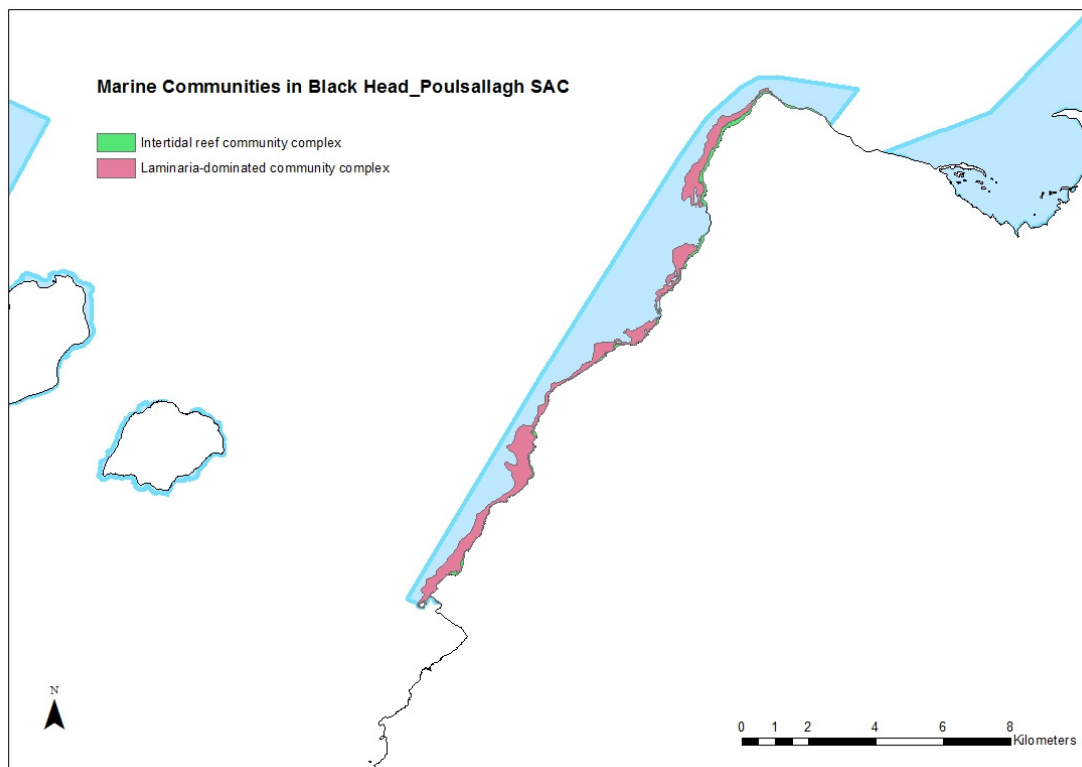 Marine Communities in Black Head_Poulsallagh SAC
Intertidal reef community complex
Laminaria-dominated community complex
N
0 1 2 4 6 8
Kilometers